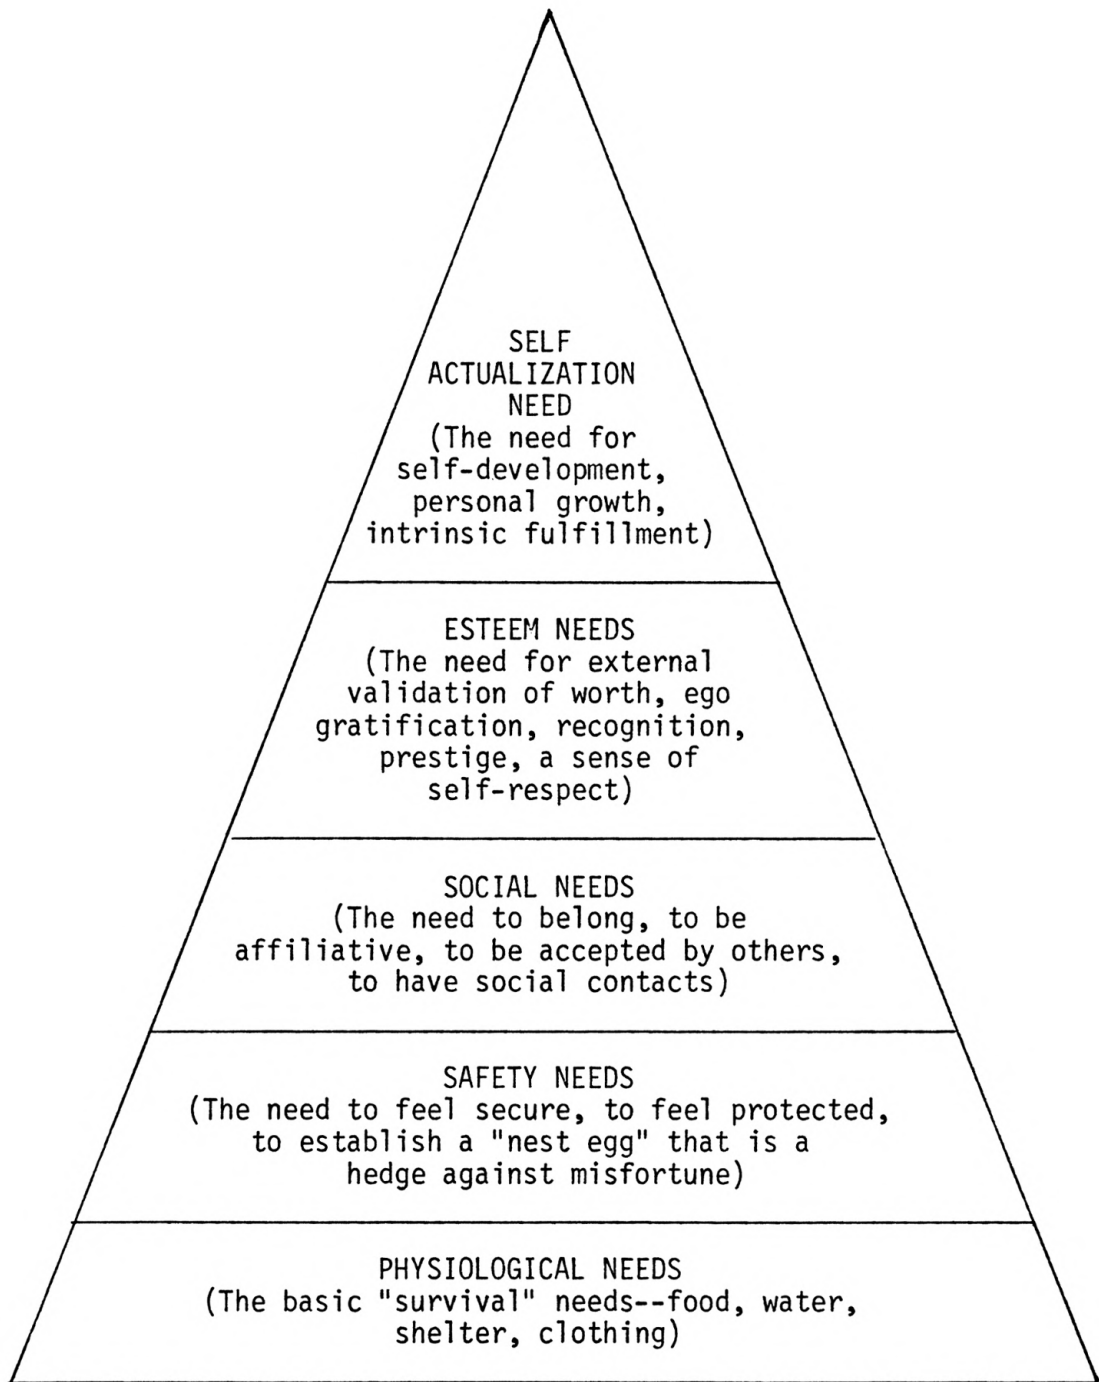 SELF
ACTUALIZATION
NEED
(The need for
self-development,
personal growth,
intrinsic fulfillment)
ESTEEM NEEDS
(The need for external
validation of worth, ego
gratification, recognition,
prestige, a sense of
self-respect)
SOCIAL NEEDS
(The need to belong, to be
affiliative, to be accepted by others,
to have social contacts)
SAFETY NEEDS
(The need to feel secure, to feel protected,
to establish a "nest egg" that is a
hedge against misfortune)
PHYSIOLOGICAL NEEDS
(The basic "survival" needs--food, water,
shelter, clothing)